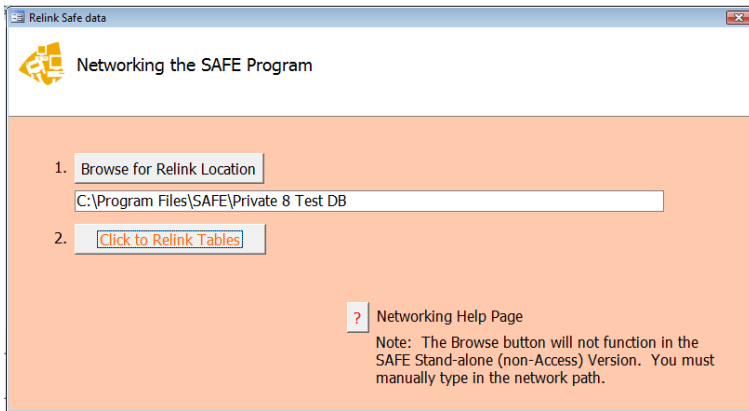 Relink Safe data
Networking the SAFE Program
1. Browse for Relink Location
C:\Program Files\SAFE\Private 8 Test DB
2. Click to Relink Tables
? Networking Help Page
Note: The Browse button will not function in the
SAFE Stand-alone (non-Access) Version. You must
manually type in the network path.